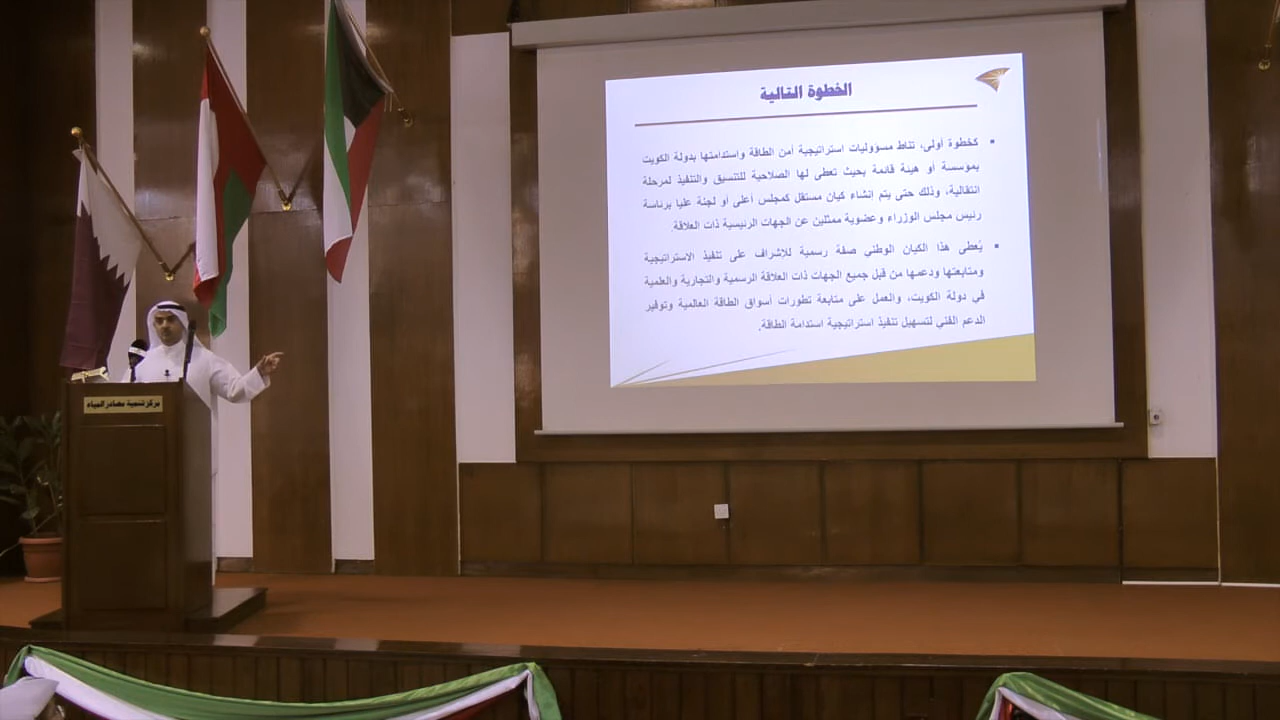 الخطوة التالية
▪ كخطوة أولى، تناط مسؤوليات استراتيجية أمن الطاقة واستدامتها بدولة الكويت
بمؤسسة أو هيئة قائمة بحيث تعطى لها الصلاحية للتنسيق والتنفيذ لمرحلة
انتقالية، وذلك حتى يتم إنشاء كيان مستقل كمجلس أعلى أو لجنة عليا برئاسة
رئيس مجلس الوزراء وعضوية ممثلين عن الجهات الرئيسية ذات العلاقة
▪ يُعطى هذا الكيان الوطني صفة رسمية للإشراف على تنفيذ الاستراتيجية
ومتابعتها ودعمها من قبل جميع الجهات ذات العلاقة الرسمية والتجارية والعلمية
في دولة الكويت، والعمل على متابعة تطورات أسواق الطاقة العالمية وتوفير
الدعم الفني لتسهيل تنفيذ استراتيجية استدامة الطاقة.
مركز تنمية مصادر المياه